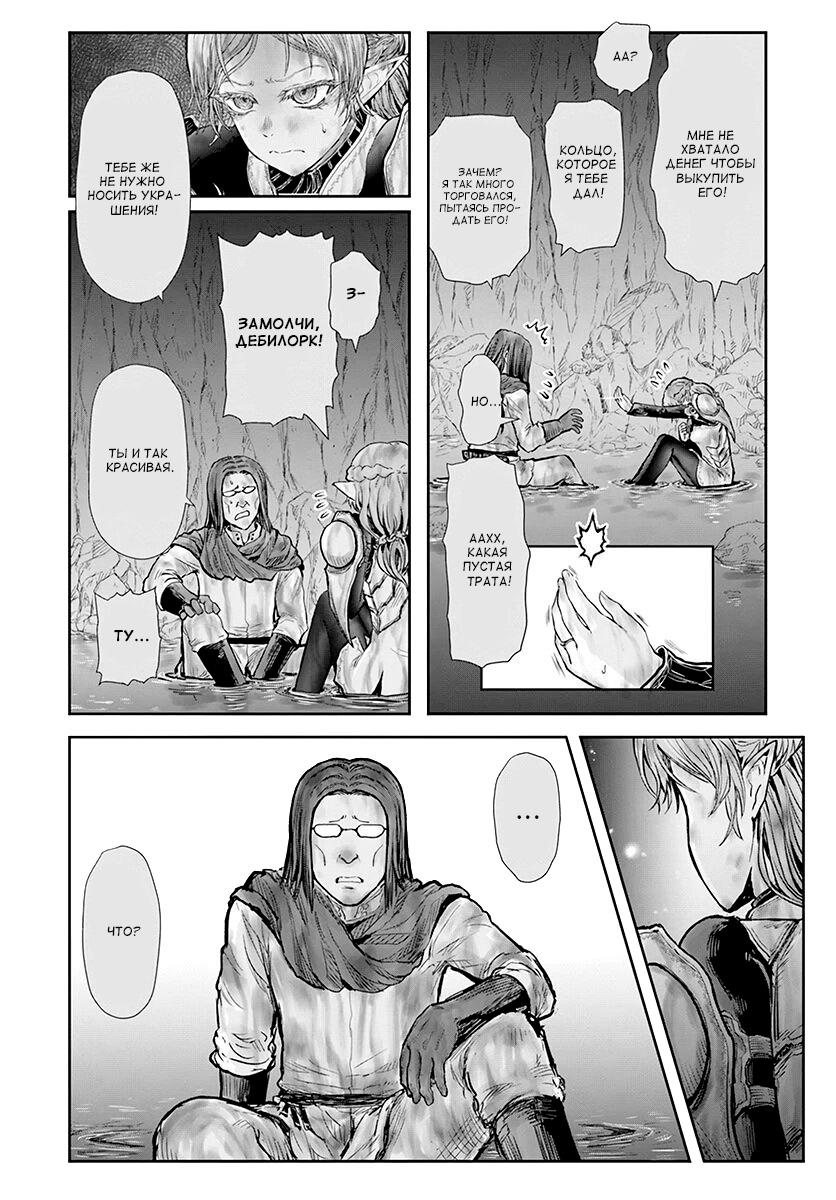 АА?
МНЕ НЕ
ХВАТАЛО
ДЕНЕГ ЧТОБЫ
ВЫКУПИТЬ
ЕГО!
КОЛЬЦО,
КОТОРОЕ
Я ТЕБЕ
ДАЛ!
ЗАЧЕМ?
Я ТАК МНОГО
ТОРГОВАЛСЯ,
ПЫТАЯСЬ ПРО-
ДАТЬ ЕГО!
НО...
ААХХ,
КАКАЯ
ПУСТАЯ
ТРАТА!
ТЕБЕ ЖЕ
НЕ НУЖНО
НОСИТЬ УКРА-
ШЕНИЯ!
З-
ЗАМОЛЧИ,
ДЕБИЛОРК!
ТЫ И ТАК
КРАСИВАЯ.
ТУ...
...
ЧТО?